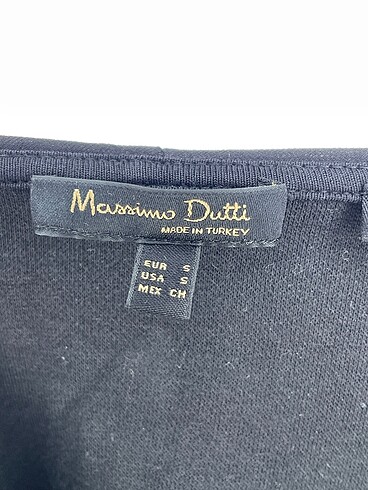 Massimo Dutti
MADE IN TURKEY
EUR S
USA S
MEX CH